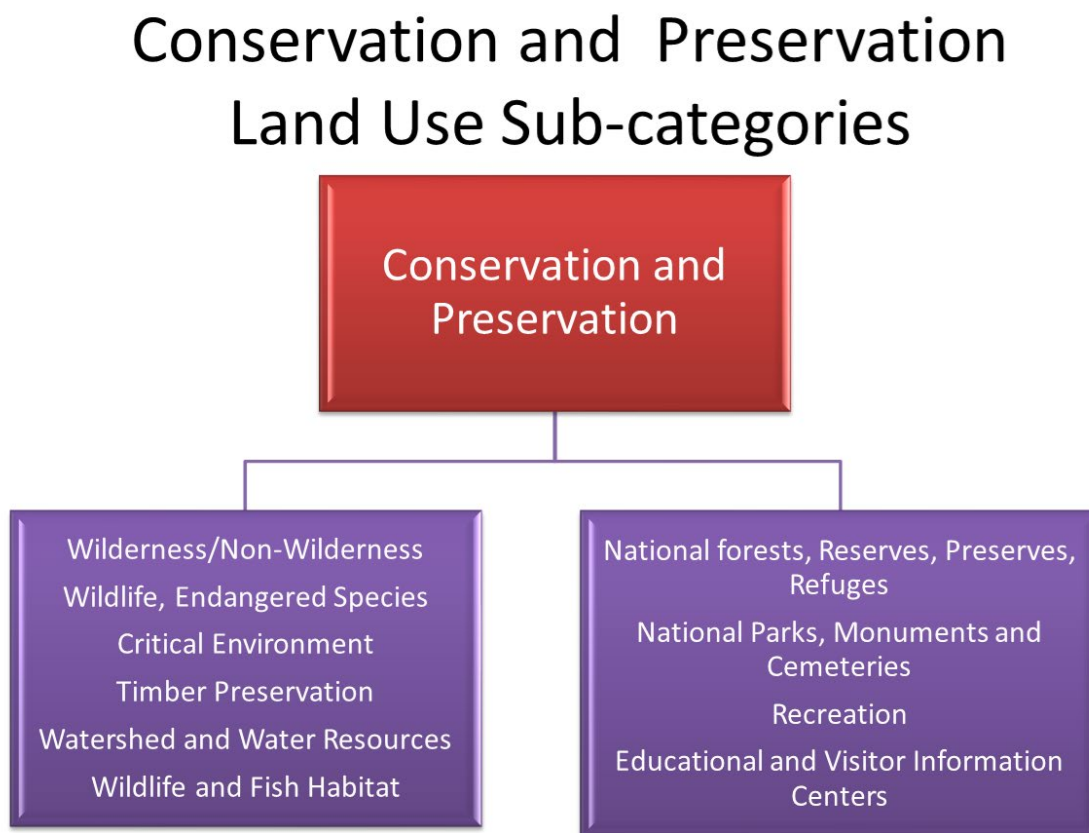 Conservation and Preservation
Land Use Sub-categories
Conservation and
Preservation
Wilderness/Non-Wilderness
Wildlife, Endangered Species
Critical Environment
Timber Preservation
Watershed and Water Resources
Wildlife and Fish Habitat
National forests, Reserves, Preserves,
Refuges
National Parks, Monuments and
Cemeteries
Recreation
Educational and Visitor Information
Centers